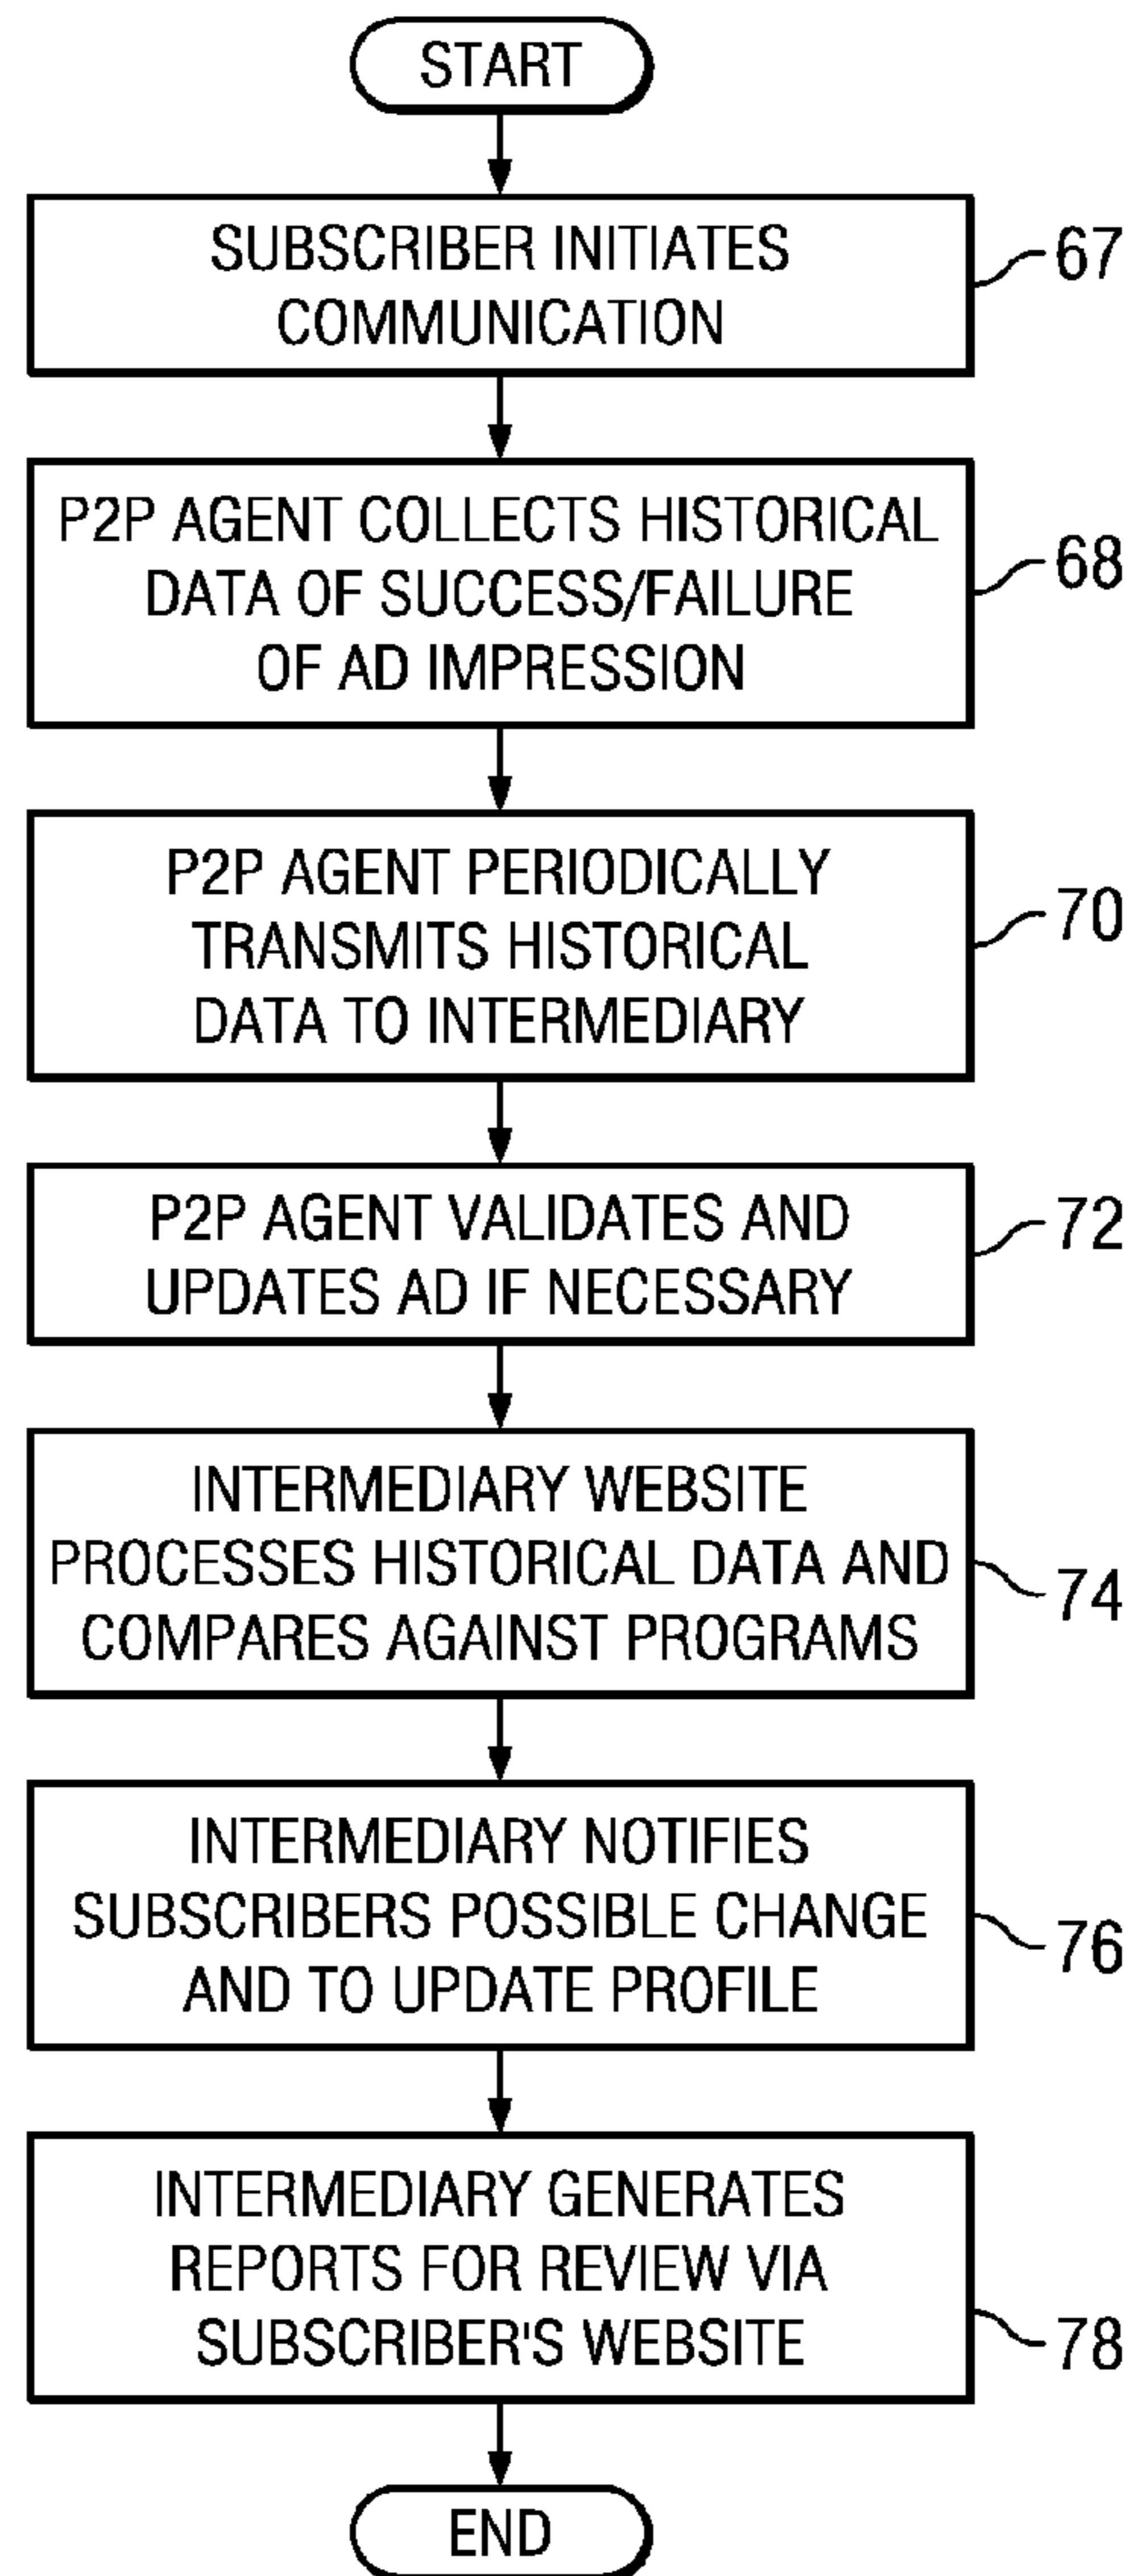 START
SUBSCRIBER INITIATES
COMMUNICATION
67
P2P AGENT COLLECTS HISTORICAL
DATA OF SUCCESS/FAILURE
OF AD IMPRESSION
68
P2P AGENT PERIODICALLY
TRANSMITS HISTORICAL
DATA TO INTERMEDIARY
70
P2P AGENT VALIDATES AND
UPDATES AD IF NECESSARY
72
INTERMEDIARY WEBSITE
PROCESSES HISTORICAL DATA AND
COMPARES AGAINST PROGRAMS
74
INTERMEDIARY NOTIFIES
SUBSCRIBERS POSSIBLE CHANGE
AND TO UPDATE PROFILE
76
INTERMEDIARY GENERATES
REPORTS FOR REVIEW VIA
SUBSCRIBER'S WEBSITE
78
END